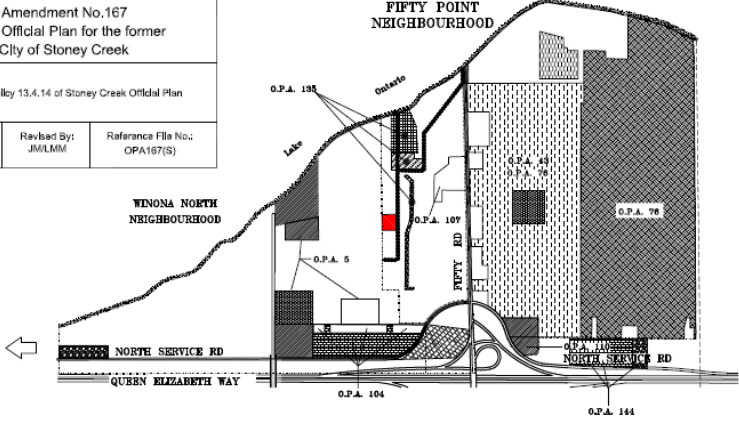 Amendment No.167
Official Plan for the former
City of Stoney Creek
licy 13.4.14 of Stoney Creek Official Plan
Revised By:
JM/LMM
Reference File No.:
OPA167(S)
FIFTY POINT
NEIGHBOURHOOD
O.P.A. 135
Lake
Ontario
WINONA NORTH
NEIGHBOURHOOD
O.P.A. 107
O.P.A. 76
O.P.A. 76
O.P.A. 5
FIFTY RD
NORTH SERVICE RD
O.P.A. 110
NORTH SERVICE RD
QUEEN ELIZABETH WAY
O.P.A. 104
O.P.A. 144